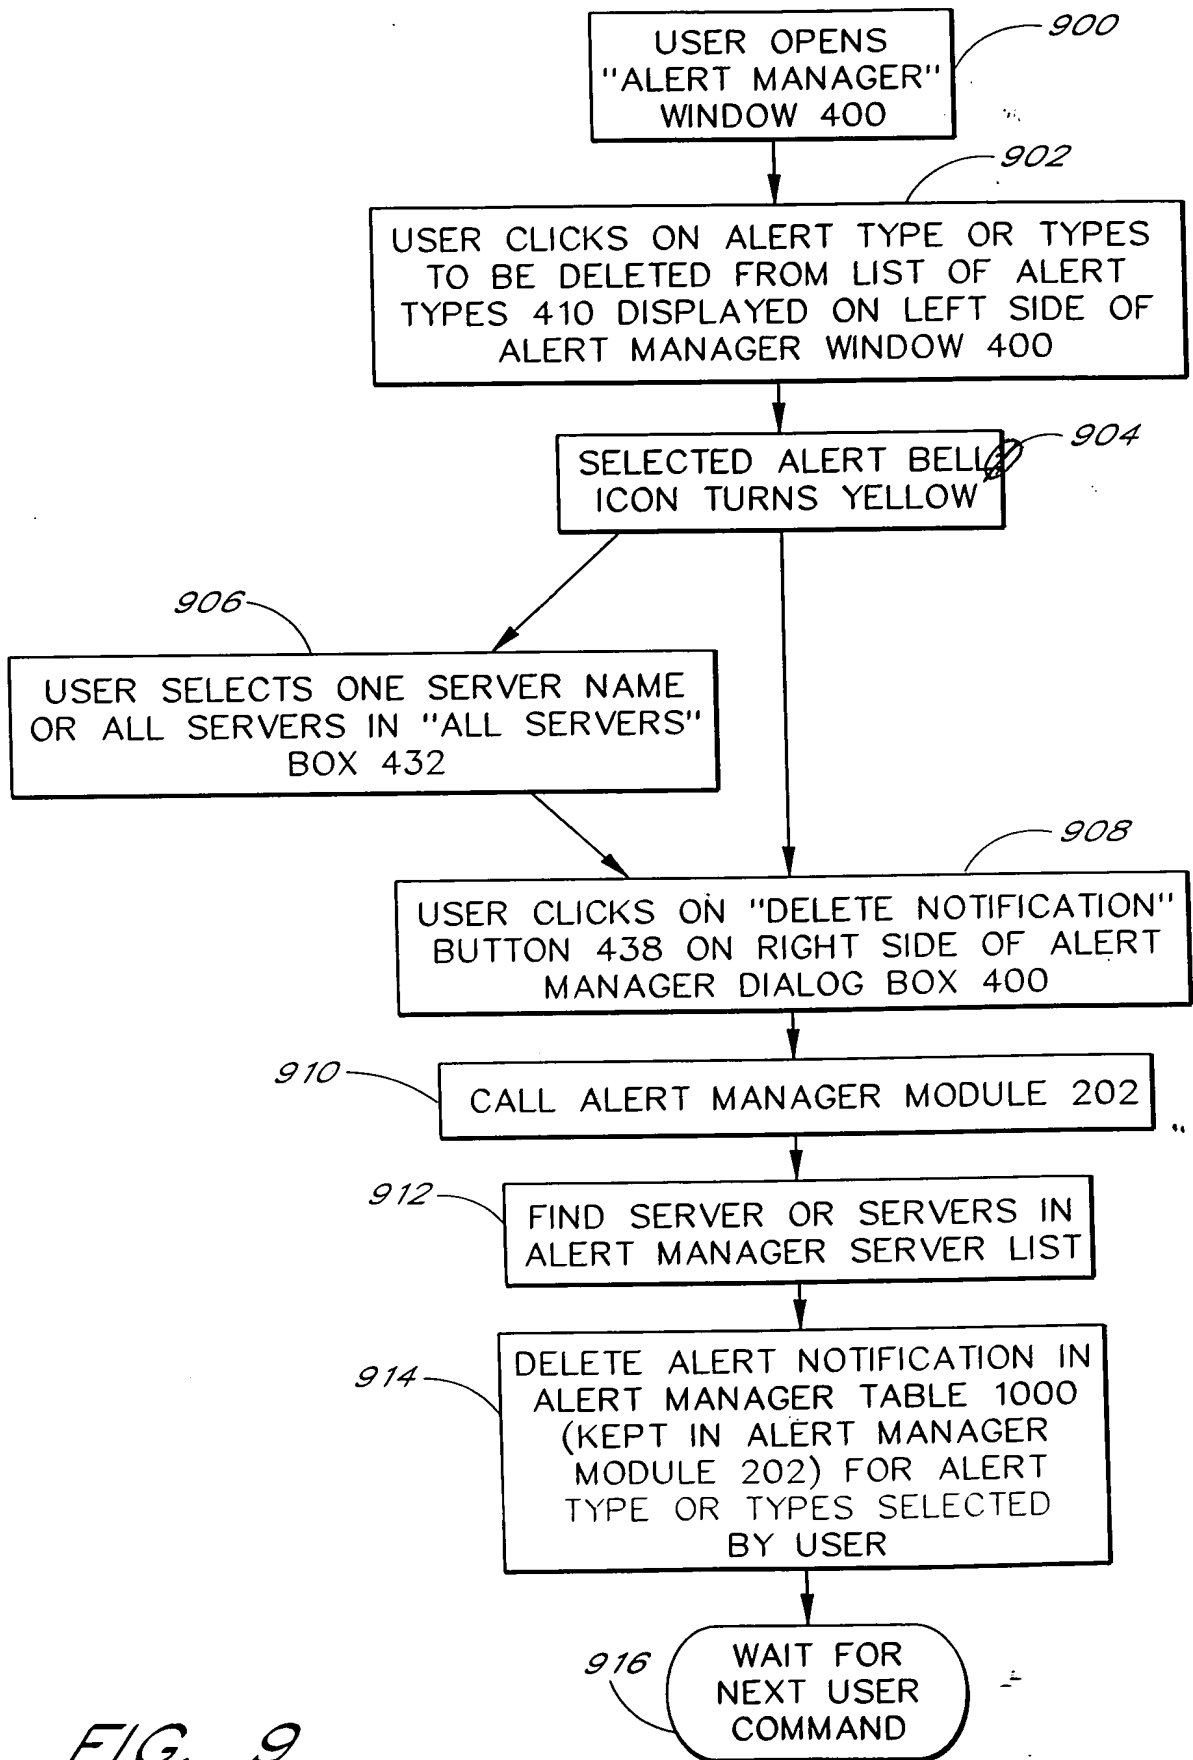 900
USER OPENS
"ALERT MANAGER"
WINDOW 400
902
USER CLICKS ON ALERT TYPE OR TYPES
TO BE DELETED FROM LIST OF ALERT
TYPES 410 DISPLAYED ON LEFT SIDE OF
ALERT MANAGER WINDOW 400
904
SELECTED ALERT BELL
ICON TURNS YELLOW
906
USER SELECTS ONE SERVER NAME
OR ALL SERVERS IN "ALL SERVERS"
BOX 432
908
USER CLICKS ON "DELETE NOTIFICATION"
BUTTON 438 ON RIGHT SIDE OF ALERT
MANAGER DIALOG BOX 400
910
CALL ALERT MANAGER MODULE 202
912
FIND SERVER OR SERVERS IN
ALERT MANAGER SERVER LIST
914
DELETE ALERT NOTIFICATION IN
ALERT MANAGER TABLE 1000
(KEPT IN ALERT MANAGER
MODULE 202) FOR ALERT
TYPE OR TYPES SELECTED
BY USER
916
WAIT FOR
NEXT USER
COMMAND
FIG. 9